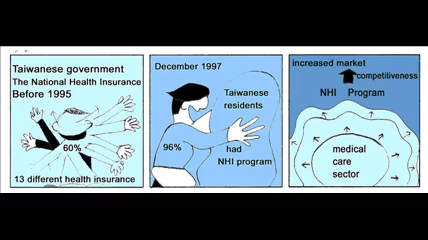 Taiwanese government
The National Health Insurance
Before 1995
60%
13 different health insurance
December 1997
Taiwanese
residents
96%
had
NHI program
increased market
competitiveness
NHI Program
medical
care
sector